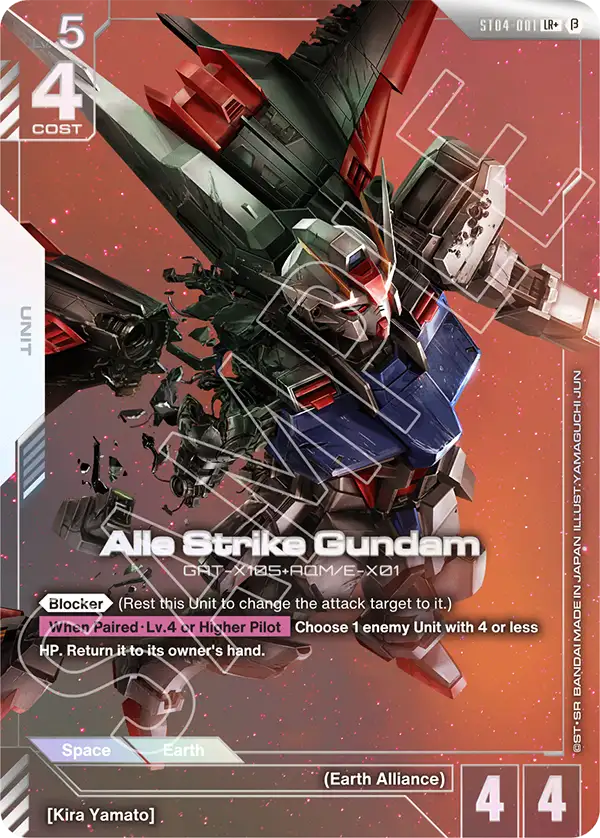 Lv.5
ST04-001 LR+ β
4
COST
UNIT
SAMPLE
Aile Strike Gundam
GAT-X105+AQM/E-X01
Blocker (Rest this Unit to change the attack target to it.)
When Paired·Lv.4 or Higher Pilot Choose 1 enemy Unit with 4 or less
HP. Return it to its owner's hand.
©ST·SR BANDAI MADE IN JAPAN ILLUST.YAMAGUCHI JUN
Space Earth
(Earth Alliance)
4 4
[Kira Yamato]